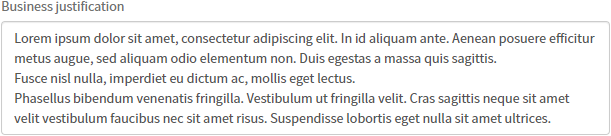 Business justification
Lorem ipsum dolor sit amet, consectetur adipiscing elit. In id aliquam ante. Aenean posuere efficitur
metus augue, sed aliquam odio elementum non. Duis egestas a massa quis sagittis.
Fusce nisl nulla, imperdiet eu dictum ac, mollis eget lectus.
Phasellus bibendum venenatis fringilla. Vestibulum ut fringilla velit. Cras sagittis neque sit amet
velit vestibulum faucibus nec sit amet risus. Suspendisse lobortis eget nulla sit amet ultrices.